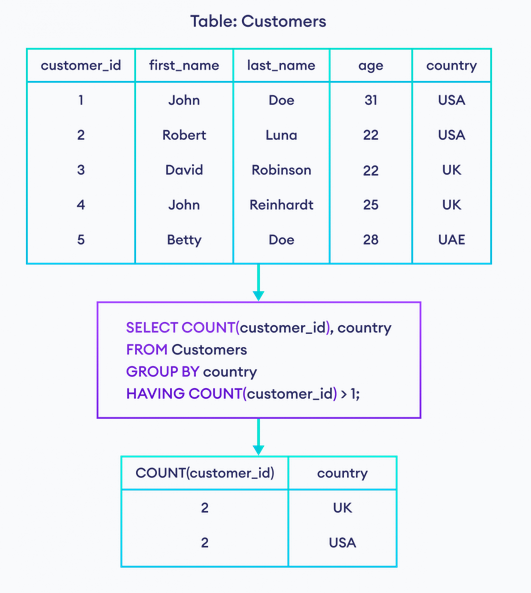 Table: Customers
customer_id first_name last_name age country
1 John Doe 31 USA
2 Robert Luna 22 USA
3 David Robinson 22 UK
4 John Reinhardt 25 UK
5 Betty Doe 28 UAE
SELECT COUNT(customer_id), country
FROM Customers
GROUP BY country
HAVING COUNT(customer_id) > 1;
COUNT(customer_id) country
2 UK
2 USA